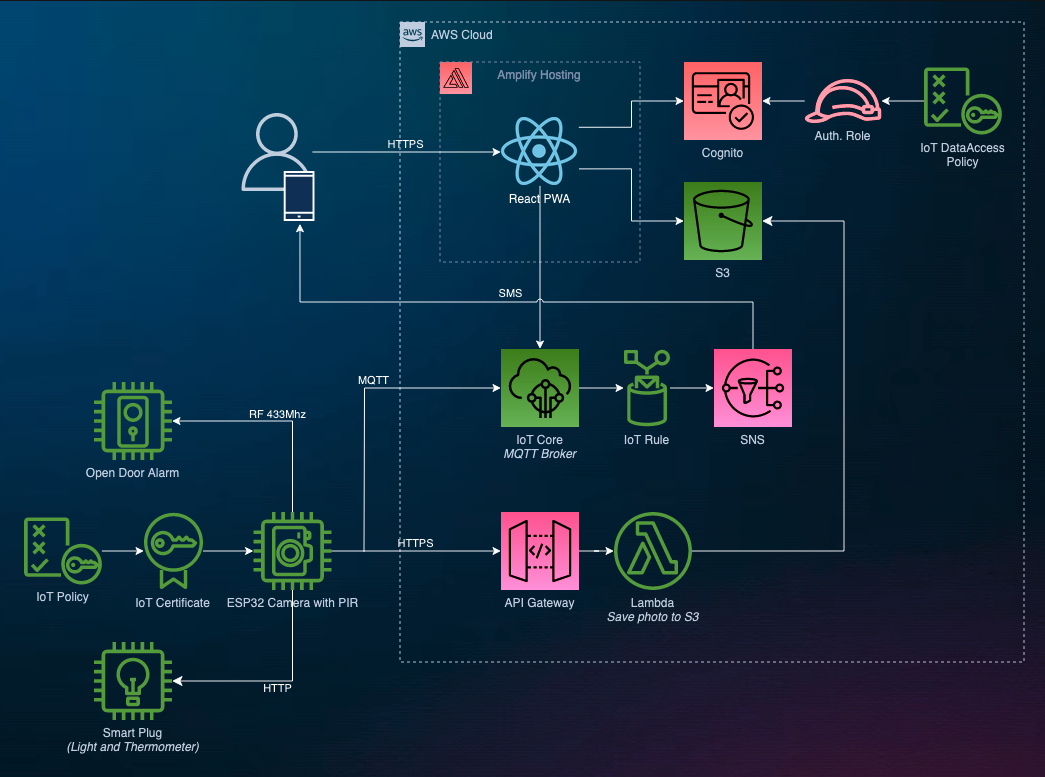 aws
AWS Cloud
Amplify Hosting
HTTPS
React PWA
Cognito
Auth. Role
IoT DataAccess
Policy
S3
SMS
MQTT
IoT Core
MQTT Broker
IoT Rule
SNS
RF 433Mhz
Open Door Alarm
HTTPS
IoT Policy
IoT Certificate
ESP32 Camera with PIR
</>
API Gateway
Lambda
Save photo to S3
HTTP
Smart Plug
(Light and Thermometer)